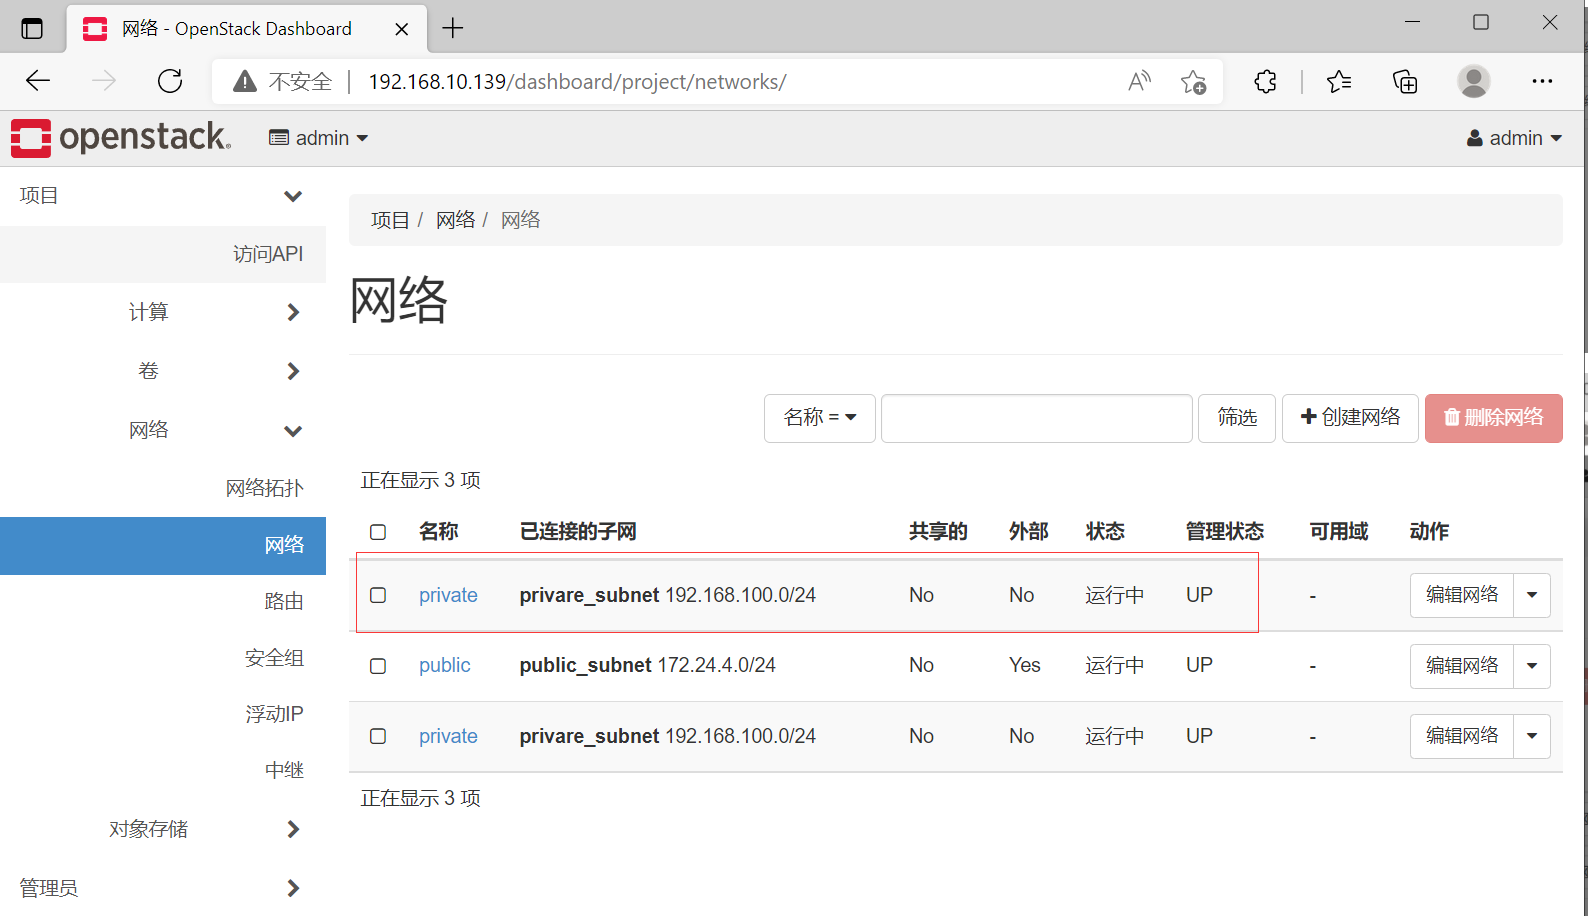 网络 - OpenStack Dashboard
不安全 192.168.10.139/dashboard/project/networks/
openstack. admin admin
项目
访问API
计算
卷
网络
网络拓扑
网络
路由
安全组
浮动IP
中继
对象存储
管理员
项目 / 网络 / 网络
网络
名称 = 筛选 创建网络 删除网络
正在显示 3 项
名称 已连接的子网 共享的 外部 状态 管理状态 可用域 动作
private privare_subnet 192.168.100.0/24 No No 运行中 UP - 编辑网络
public public_subnet 172.24.4.0/24 No Yes 运行中 UP - 编辑网络
private privare_subnet 192.168.100.0/24 No No 运行中 UP - 编辑网络
正在显示 3 项